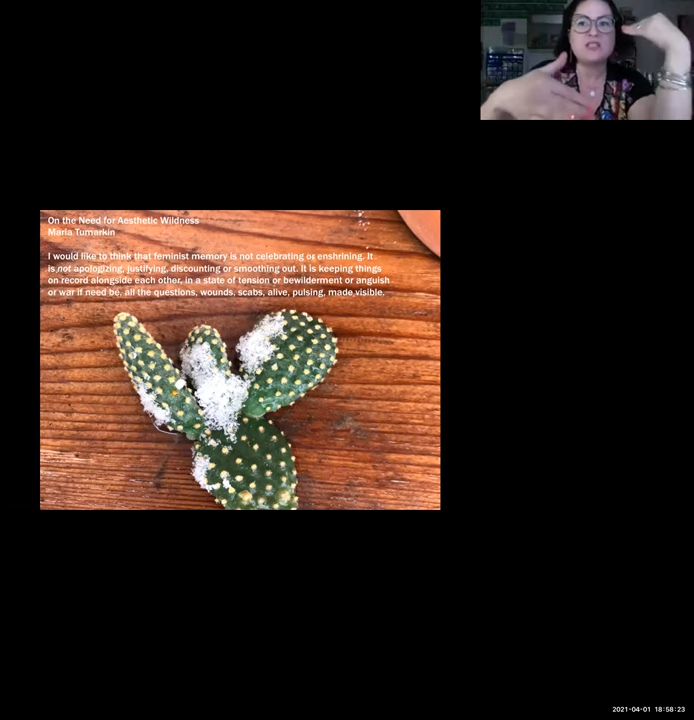 On the Need for Aesthetic Wildness
Maria Tumarkin
I would like to think that feminist memory is not celebrating or enshrining. It
is not apologizing, justifying, discounting or smoothing out. It is keeping things
on record alongside each other, in a state of tension or bewilderment or anguish
or war if need be, all the questions, wounds, scabs, alive, pulsing, made visible.
2021-04-01 18:58:23